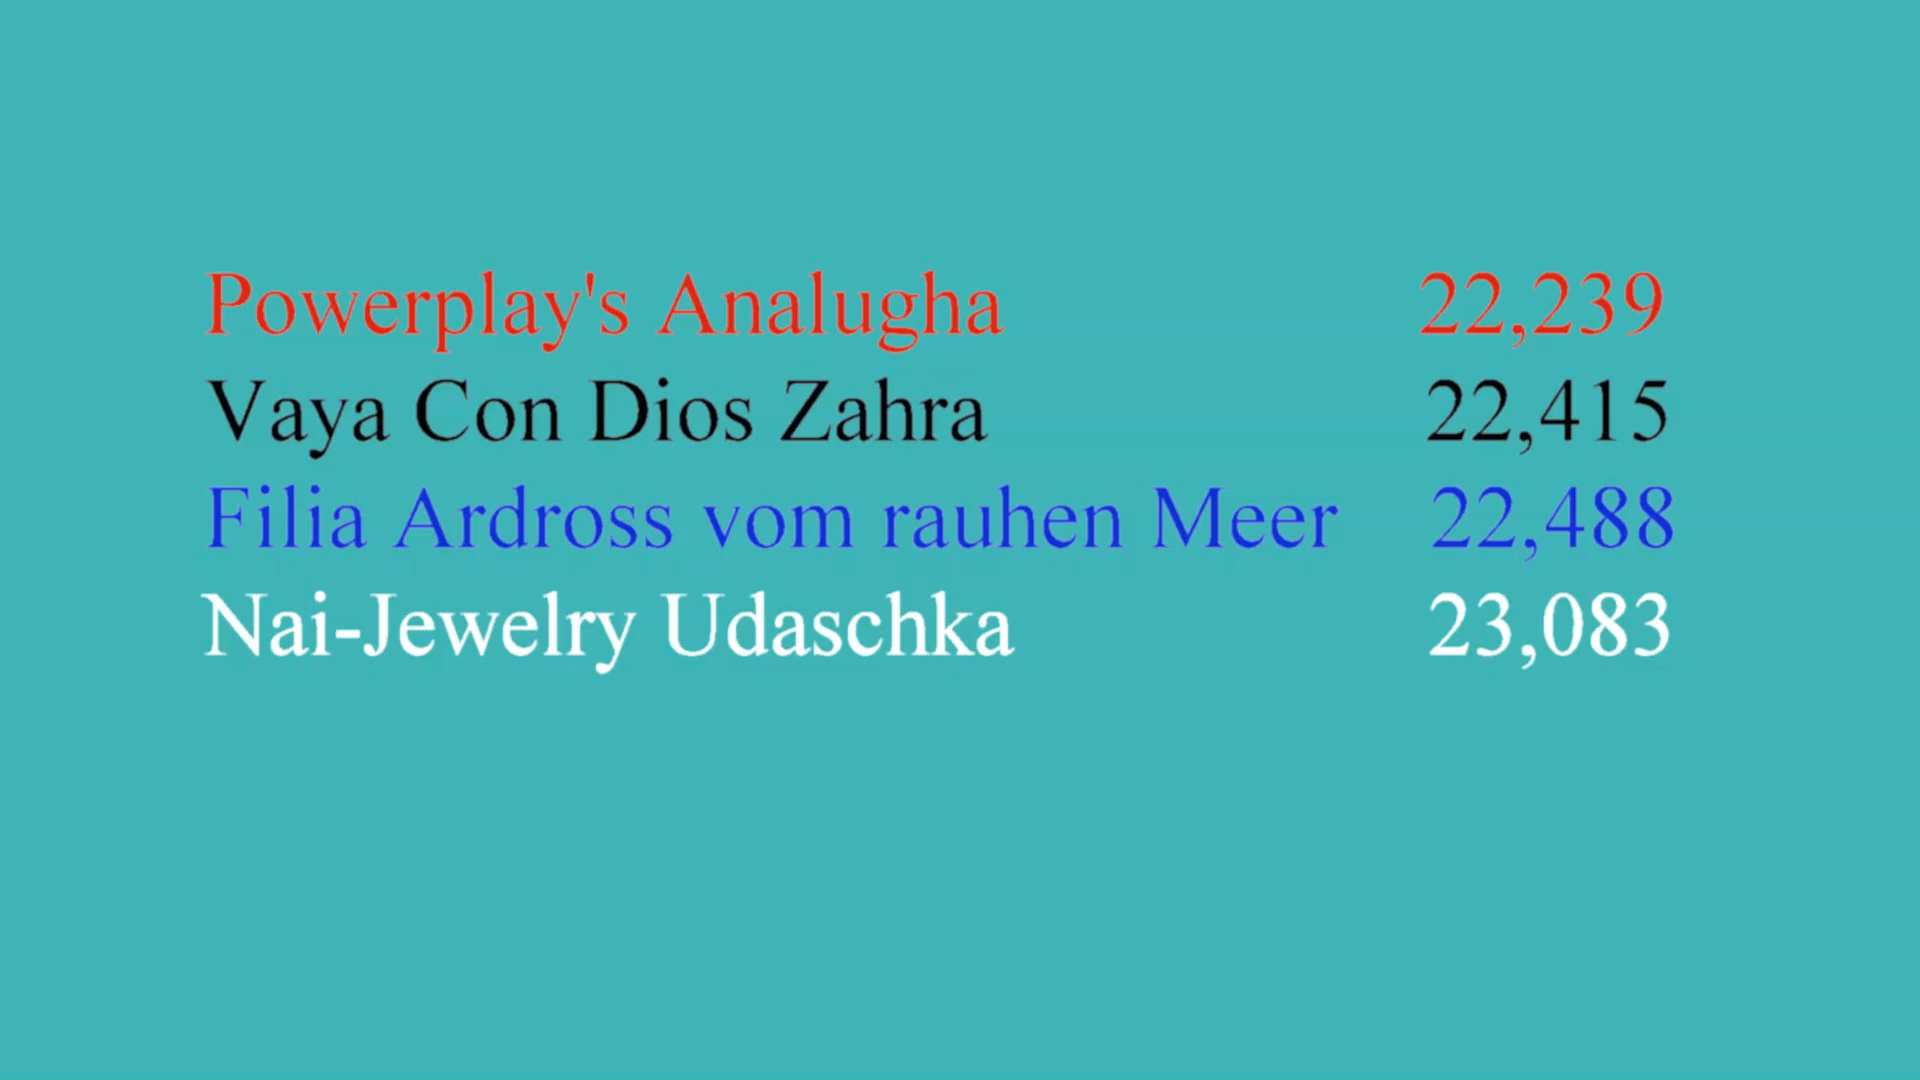 Powerplay's Analugha 22,239
Vaya Con Dios Zahra 22,415
Filia Ardross vom rauhen Meer 22,488
Nai-Jewelry Udaschka 23,083